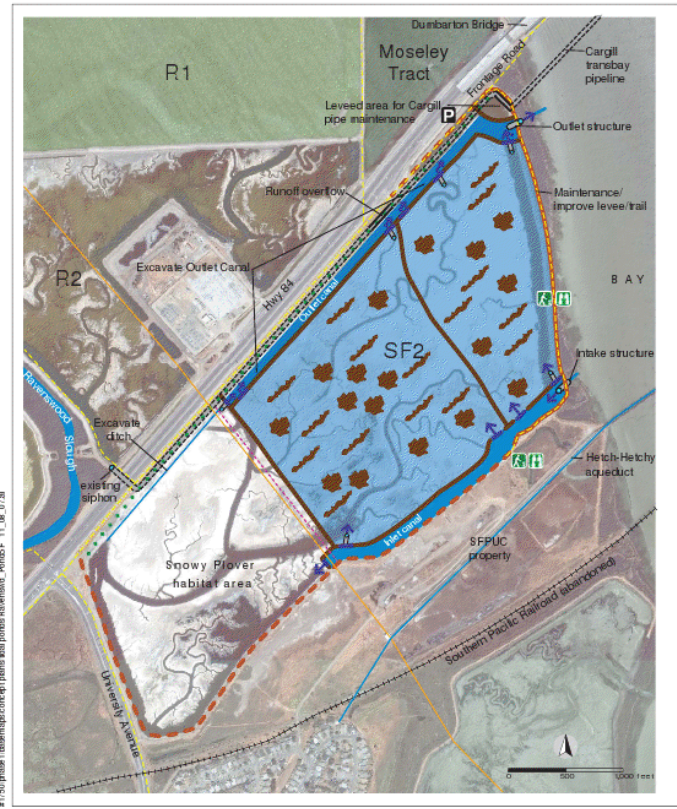 Dumbarton Bridge
R1
Moseley
Tract
Frontage Road
Cargill
transbay
pipeline
Leveed area for Cargill
pipe maintenance
P
Outlet structure
Runoff overflow
Maintenance/
improve levee/trail
R2
Excavate Outlet Canal
Hwy 84
Outlet canal
BAY
SF2
Intake structure
Ravenswood
Slough
Excavate
ditch
existing
siphon
Hetch-Hetchy
aqueduct
Inlet canal
SFPUC
property
Snowy Plover
habitat area
Southern Pacific Railroad (abandoned)
University Avenue
0 500 1,000 feet